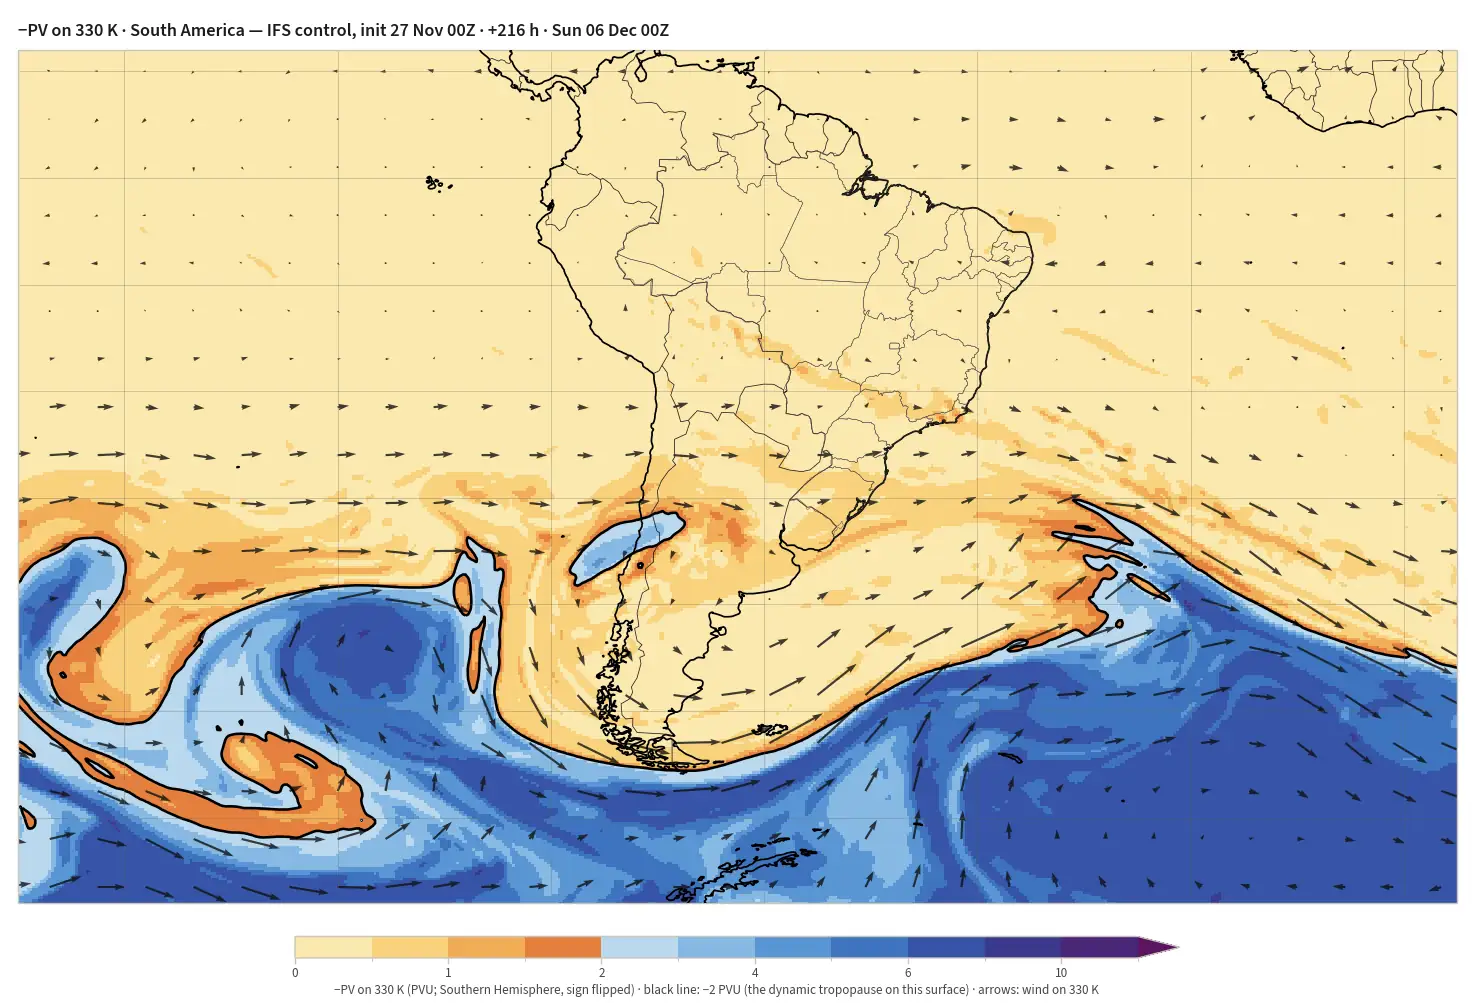 −PV on 330 K · South America — IFS control, init 27 Nov 00Z · +216 h · Sun 06 Dec 00Z
0 1 2 4 6 10
−PV on 330 K (PVU; Southern Hemisphere, sign flipped) · black line: −2 PVU (the dynamic tropopause on this surface) · arrows: wind on 330 K